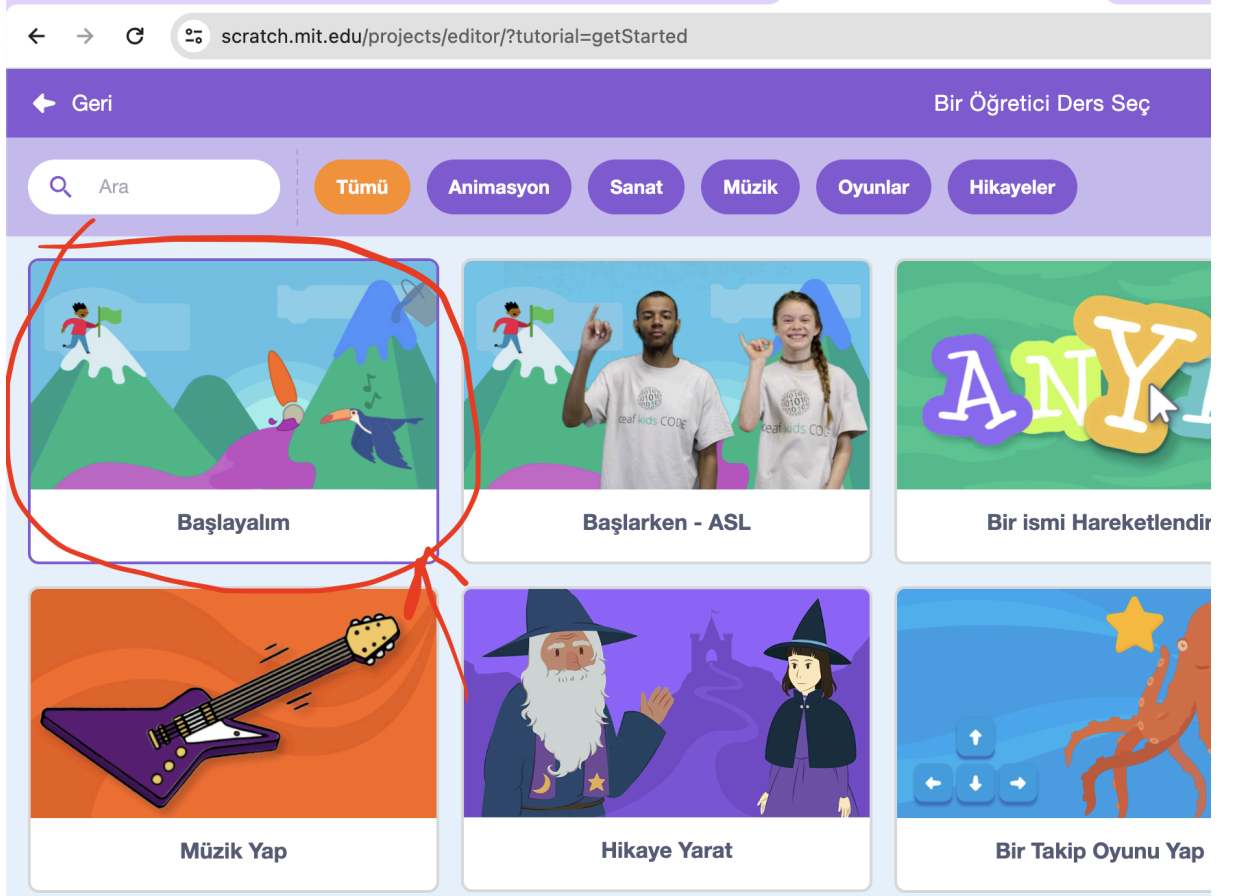 scratch.mit.edu/projects/editor/?tutorial=getStarted
Geri
Bir Öğretici Ders Seç
Ara
Tümü
Animasyon
Sanat
Müzik
Oyunlar
Hikayeler
ANY
Başlayalım
Başlarken - ASL
Bir ismi Hareketlendir
Müzik Yap
Hikaye Yarat
Bir Takip Oyunu Yap